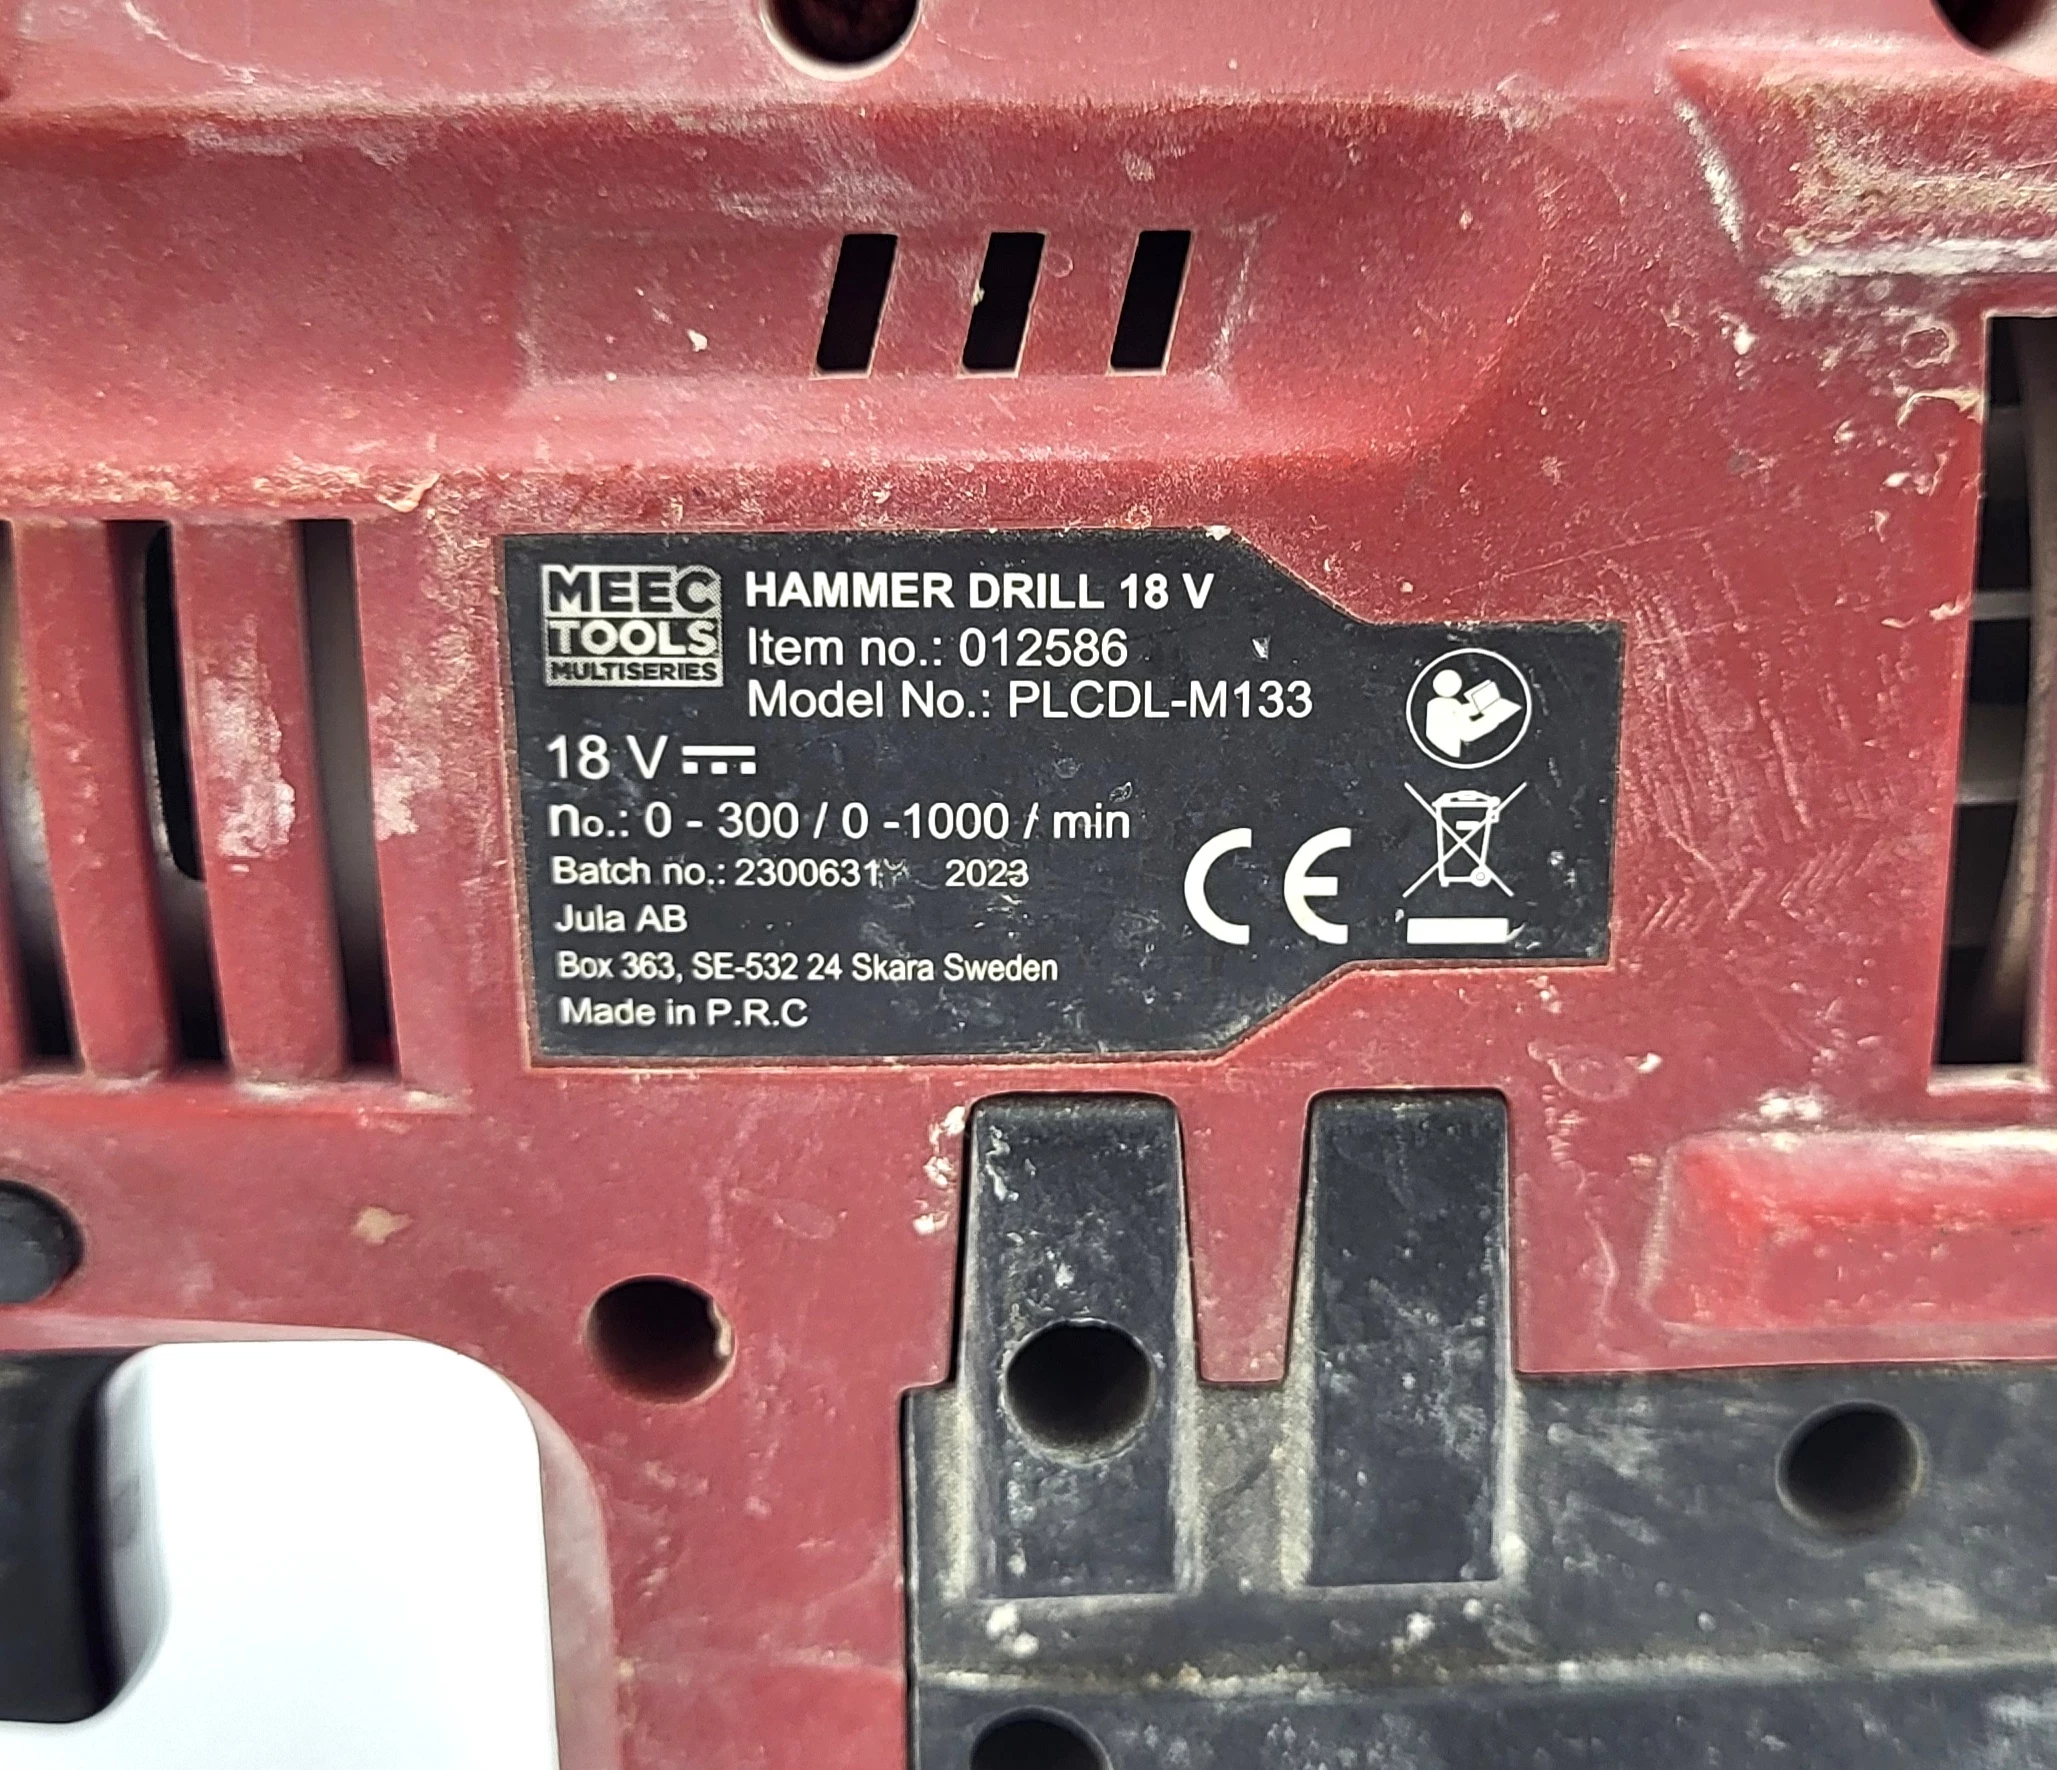 MEEC
TOOLS
MULTISERIES
HAMMER DRILL 18 V
Item no.: 012586
Model No.: PLCDL-M133
18 V
no.: 0 - 300 / 0 -1000 / min
Batch no.: 2300631 2023
Jula AB
Box 363, SE-532 24 Skara Sweden
Made in P.R.C
CE